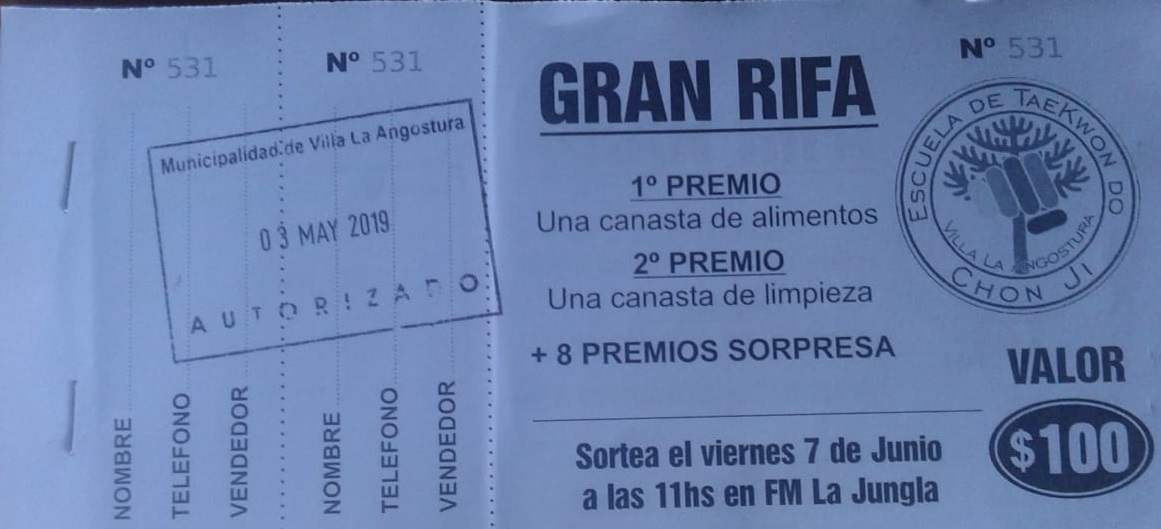 Nº 531
Nº 531
Municipalidad de Villa La Angostura
03 MAY 2019
AUTORIZADO
NOMBRE
TELEFONO
VENDEDOR
NOMBRE
TELEFONO
VENDEDOR
GRAN RIFA
1º PREMIO
Una canasta de alimentos
2º PREMIO
Una canasta de limpieza
+ 8 PREMIOS SORPRESA
Sortea el viernes 7 de Junio
a las 11hs en FM La Jungla
Nº 531
ESCUELA DE TAEKWON DO
VILLA LA ANGOSTURA
CHON JI
VALOR
$100